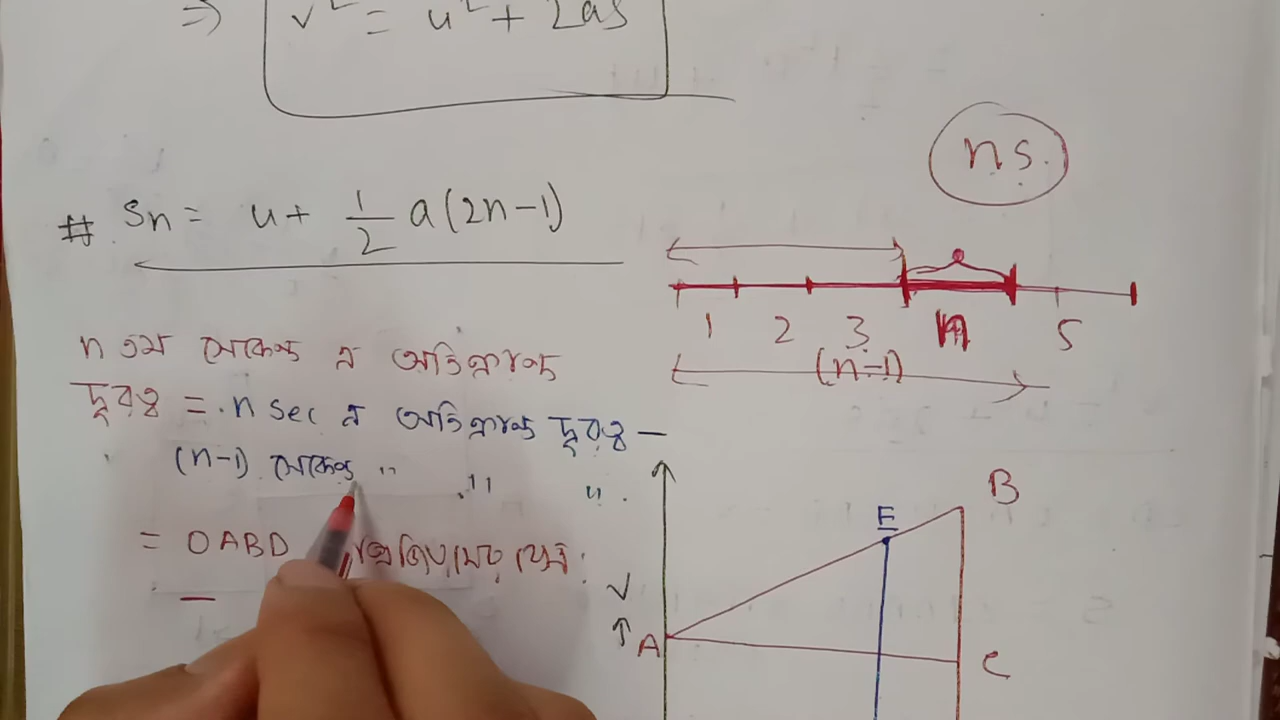 ⇒ v² = u² + 2as
# Sn = u + 1/2 a(2n-1)
n তম সেকেন্ডে র অতিক্রান্ত
দূরত্ব = n sec এ অতিক্রান্ত দূরত্ব –
(n-1) সেকেন্ডে " " " .
= OABD
ns.
1 2 3 n 5
(n-1)
E B
V
↑ A C